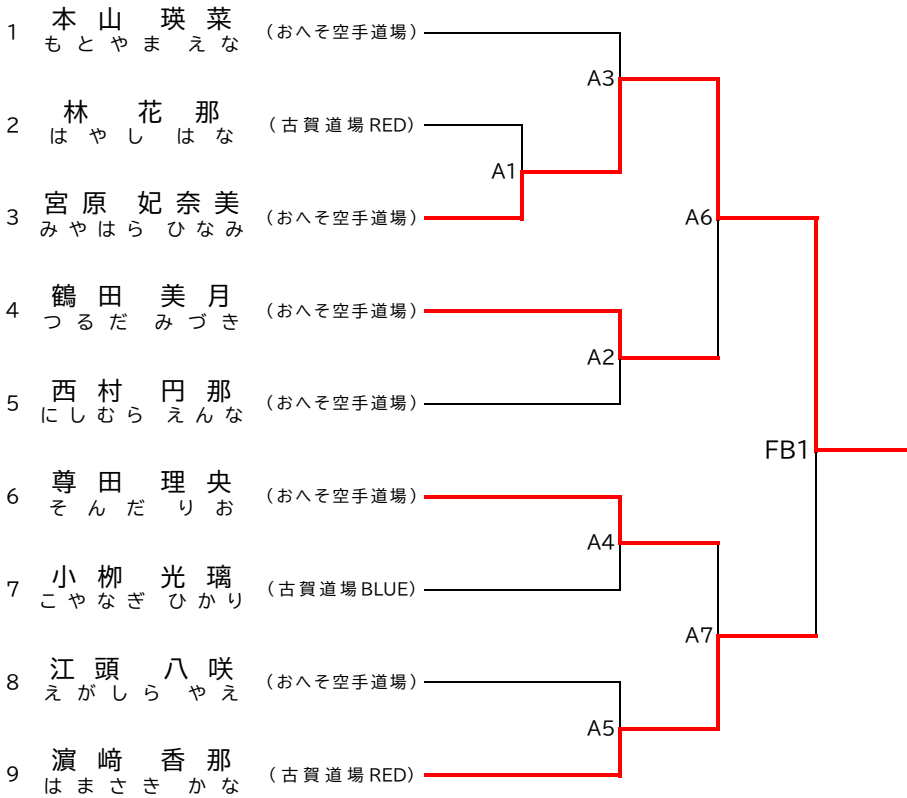 1 本山 瑛菜 (おへそ空手道場)
もとやま えな
A3
2 林 花那 (古賀道場RED)
はやし はな
A1
3 宮原 妃奈美 (おへそ空手道場)
みやはら ひなみ
A6
4 鶴田 美月 (おへそ空手道場)
つるだ みづき
A2
5 西村 円那 (おへそ空手道場)
にしむら えんな
FB1
6 尊田 理央 (おへそ空手道場)
そんだ りお
A4
7 小栁 光璃 (古賀道場BLUE)
こやなぎ ひかり
A7
8 江頭 八咲 (おへそ空手道場)
えがしら やえ
A5
9 濵﨑 香那 (古賀道場RED)
はまさき かな